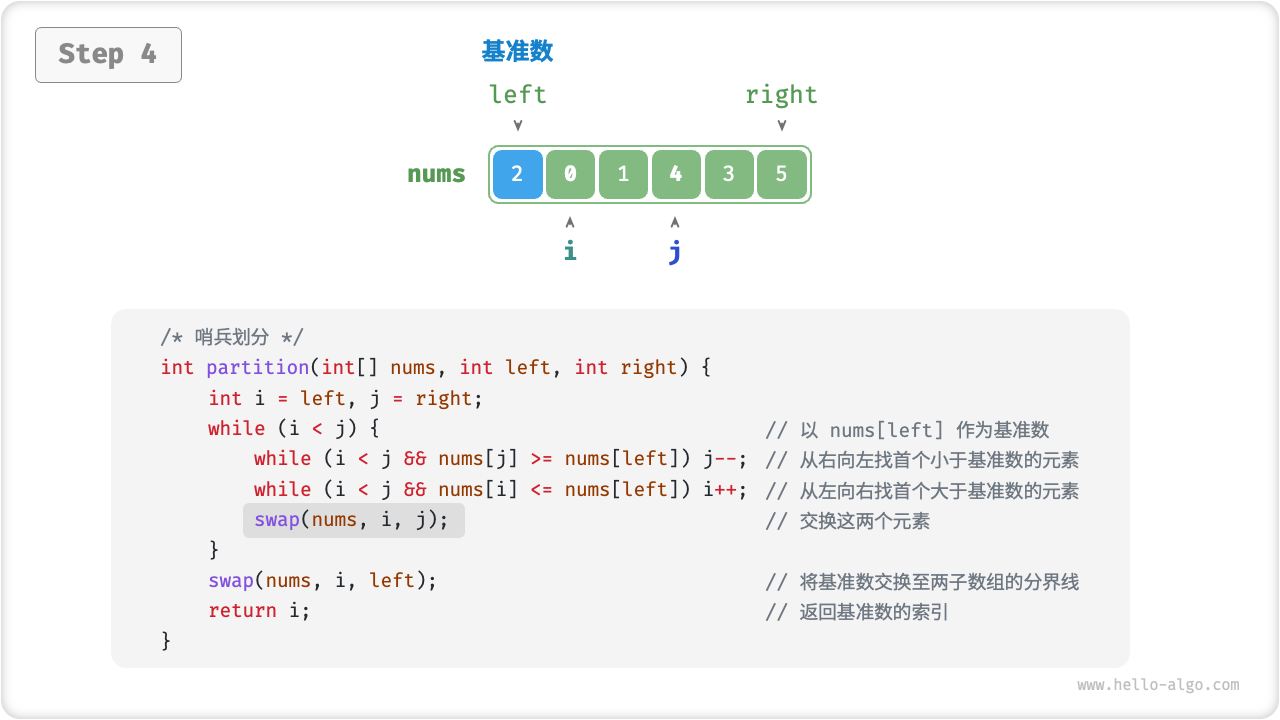 Step 4
基准数
left right
nums 2 0 1 4 3 5
i j
/* 哨兵划分 */
int partition(int[] nums, int left, int right) {
int i = left, j = right;
while (i < j) { // 以 nums[left] 作为基准数
while (i < j && nums[j] >= nums[left]) j--; // 从右向左找首个小于基准数的元素
while (i < j && nums[i] <= nums[left]) i++; // 从左向右找首个大于基准数的元素
swap(nums, i, j); // 交换这两个元素
}
swap(nums, i, left); // 将基准数交换至两子数组的分界线
return i; // 返回基准数的索引
}
www.hello-algo.com